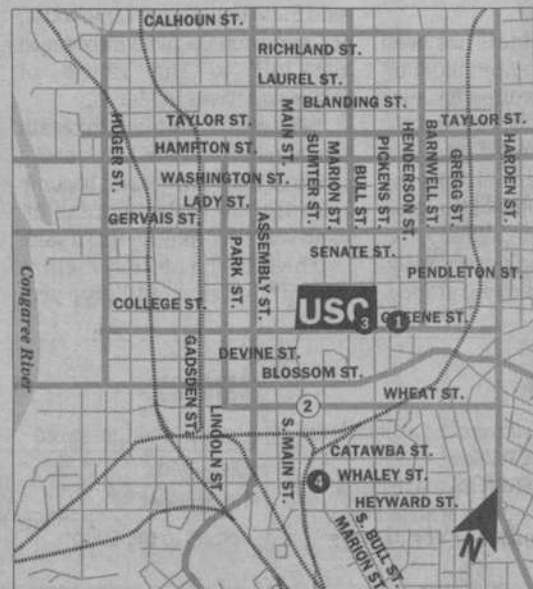 CALHOUN ST.
RICHLAND ST.
LAUREL ST.
BLANDING ST.
TAYLOR ST.
TAYLOR ST.
HUGER ST.
MAIN ST.
SUMTER ST.
MARION ST.
BULL ST.
PICKENS ST.
HENDERSON ST.
BARNWELL ST.
GREGG ST.
HARDEN ST.
HAMPTON ST.
WASHINGTON ST.
LADY ST.
GERVAIS ST.
PARK ST.
ASSEMBLY ST.
SENATE ST.
PENDLETON ST.
Congaree River
COLLEGE ST.
USC
3
1
GREENE ST.
GADSDEN ST.
DEVINE ST.
BLOSSOM ST.
WHEAT ST.
2
LINCOLN ST
S. MAIN ST.
CATAWBA ST.
4
WHALEY ST.
HEYWARD ST.
S. BULL ST.
MARION ST.
N